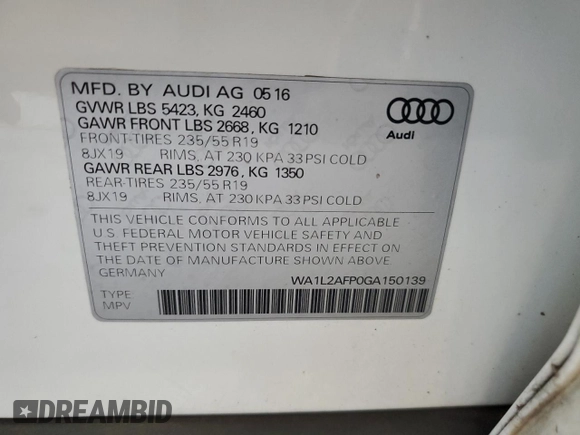 MFD. BY AUDI AG 05 16
GVWR LBS 5423, KG 2460
GAWR FRONT LBS 2668, KG 1210
FRONT-TIRES 235/55 R19
8JX19 RIMS, AT 230 KPA 33 PSI COLD
GAWR REAR LBS 2976, KG 1350
REAR-TIRES 235/55 R19
8JX19 RIMS, AT 230 KPA 33 PSI COLD
Audi
THIS VEHICLE CONFORMS TO ALL APPLICABLE
U.S. FEDERAL MOTOR VEHICLE SAFETY AND
THEFT PREVENTION STANDARDS IN EFFECT ON
THE DATE OF MANUFACTURE SHOWN ABOVE.
GERMANY
WA1L2AFP0GA150139
TYPE:
MPV
DREAMBID